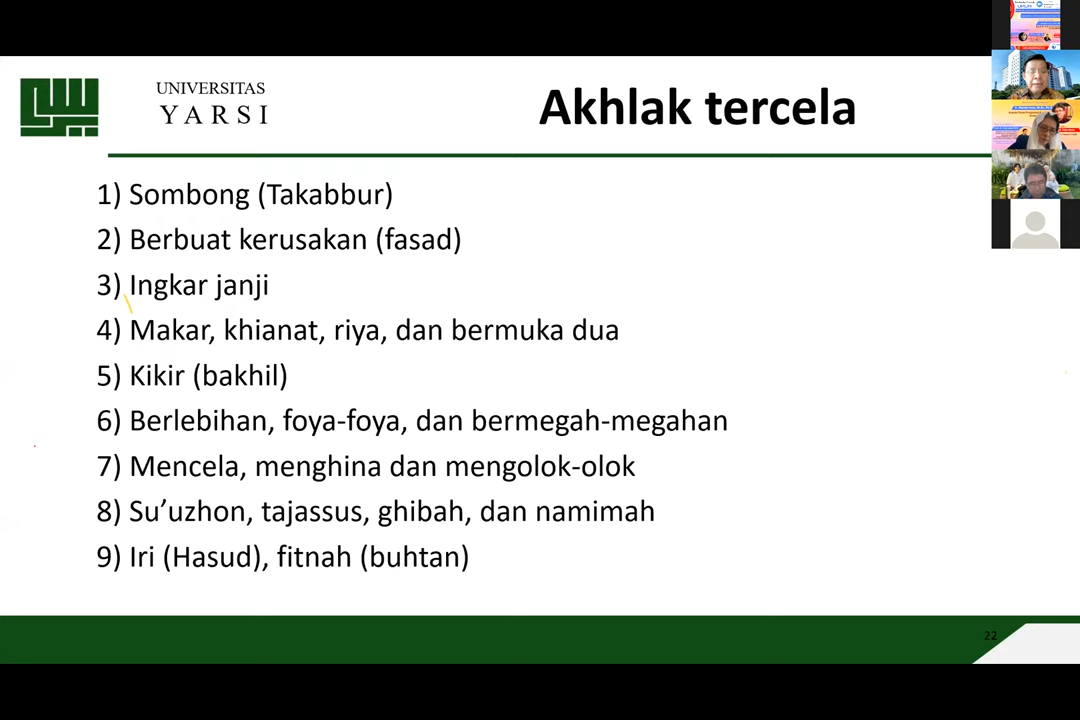 UNIVERSITAS
YARSI
Akhlak tercela
1) Sombong (Takabbur)
2) Berbuat kerusakan (fasad)
3) Ingkar janji
4) Makar, khianat, riya, dan bermuka dua
5) Kikir (bakhil)
6) Berlebihan, foya-foya, dan bermegah-megahan
7) Mencela, menghina dan mengolok-olok
8) Su’uzhon, tajassus, ghibah, dan namimah
9) Iri (Hasud), fitnah (buhtan)
22